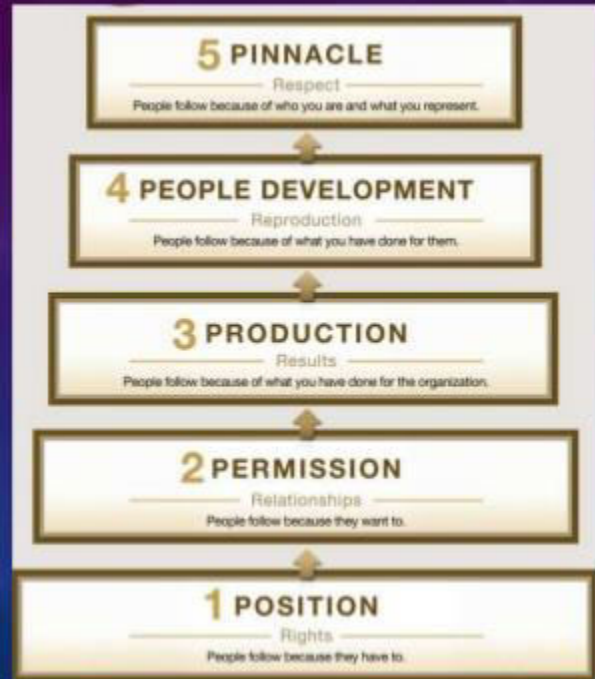 5 PINNACLE
Respect
People follow because of who you are and what you represent.
4 PEOPLE DEVELOPMENT
Reproduction
People follow because of what you have done for them.
3 PRODUCTION
Results
People follow because of what you have done for the organization.
2 PERMISSION
Relationships
People follow because they want to.
1 POSITION
Rights
People follow because they have to.